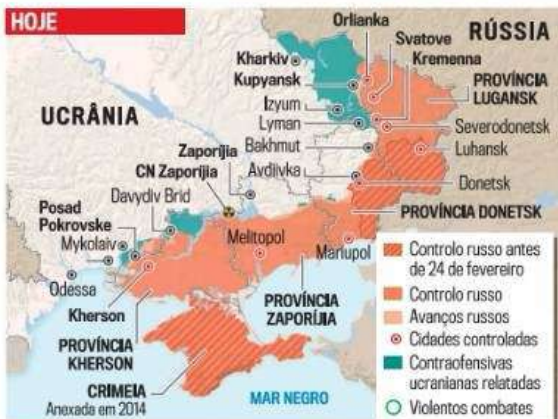 HOJE
RÚSSIA
UCRÂNIA
Orlianka
Svatove
Kremenna
Kharkiv
Kupyansk
PROVÍNCIA
LUGANSK
Izyum
Lyman
Severodonetsk
Zaporíjia
Bakhmut
Luhansk
CN Zaporíjia
Avdiivka
Donetsk
Davydiv Brid
PROVÍNCIA DONETSK
Posad
Pokrovske
Mykolaiv
Melitopol
Mariupol
Odessa
Kherson
PROVÍNCIA
ZAPORÍJIA
PROVÍNCIA
KHERSON
CRIMEIA
Anexada em 2014
MAR NEGRO
Controlo russo antes
de 24 de fevereiro
Controlo russo
Avanços russos
Cidades controladas
Contraofensivas
ucranianas relatadas
Violentos combates